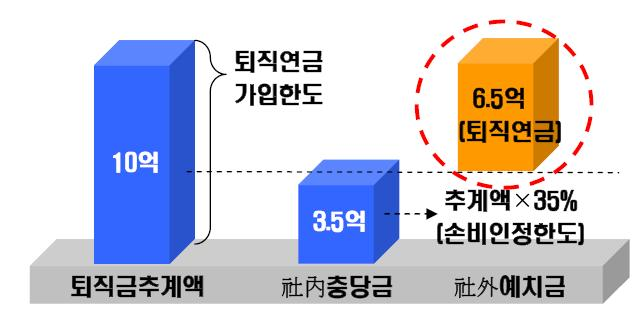 퇴직연금
가입한도
10억
6.5억
(퇴직연금)
3.5억
추계액×35%
(손비인정한도)
퇴직금추계액
社內충당금
社外예치금